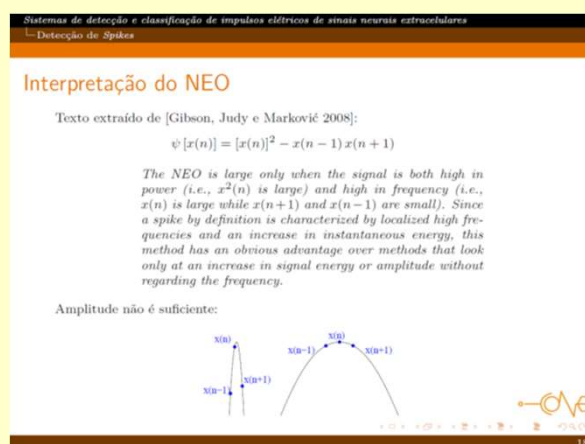 Sistemas de detecção e classificação de impulsos elétricos de sinais neurais extracelulares
Detecção de Spikes
Interpretação do NEO
Texto extraído de [Gibson, Judy e Marković 2008]:
ψ [x(n)] = [x(n)]² − x(n − 1) x(n + 1)
The NEO is large only when the signal is both high in
power (i.e., x²(n) is large) and high in frequency (i.e.,
x(n) is large while x(n+1) and x(n−1) are small). Since
a spike by definition is characterized by localized high fre-
quencies and an increase in instantaneous energy, this
method has an obvious advantage over methods that look
only at an increase in signal energy or amplitude without
regarding the frequency.
Amplitude não é suficiente:
x(n)
x(n-1)
x(n+1)
x(n)
x(n-1)
x(n+1)